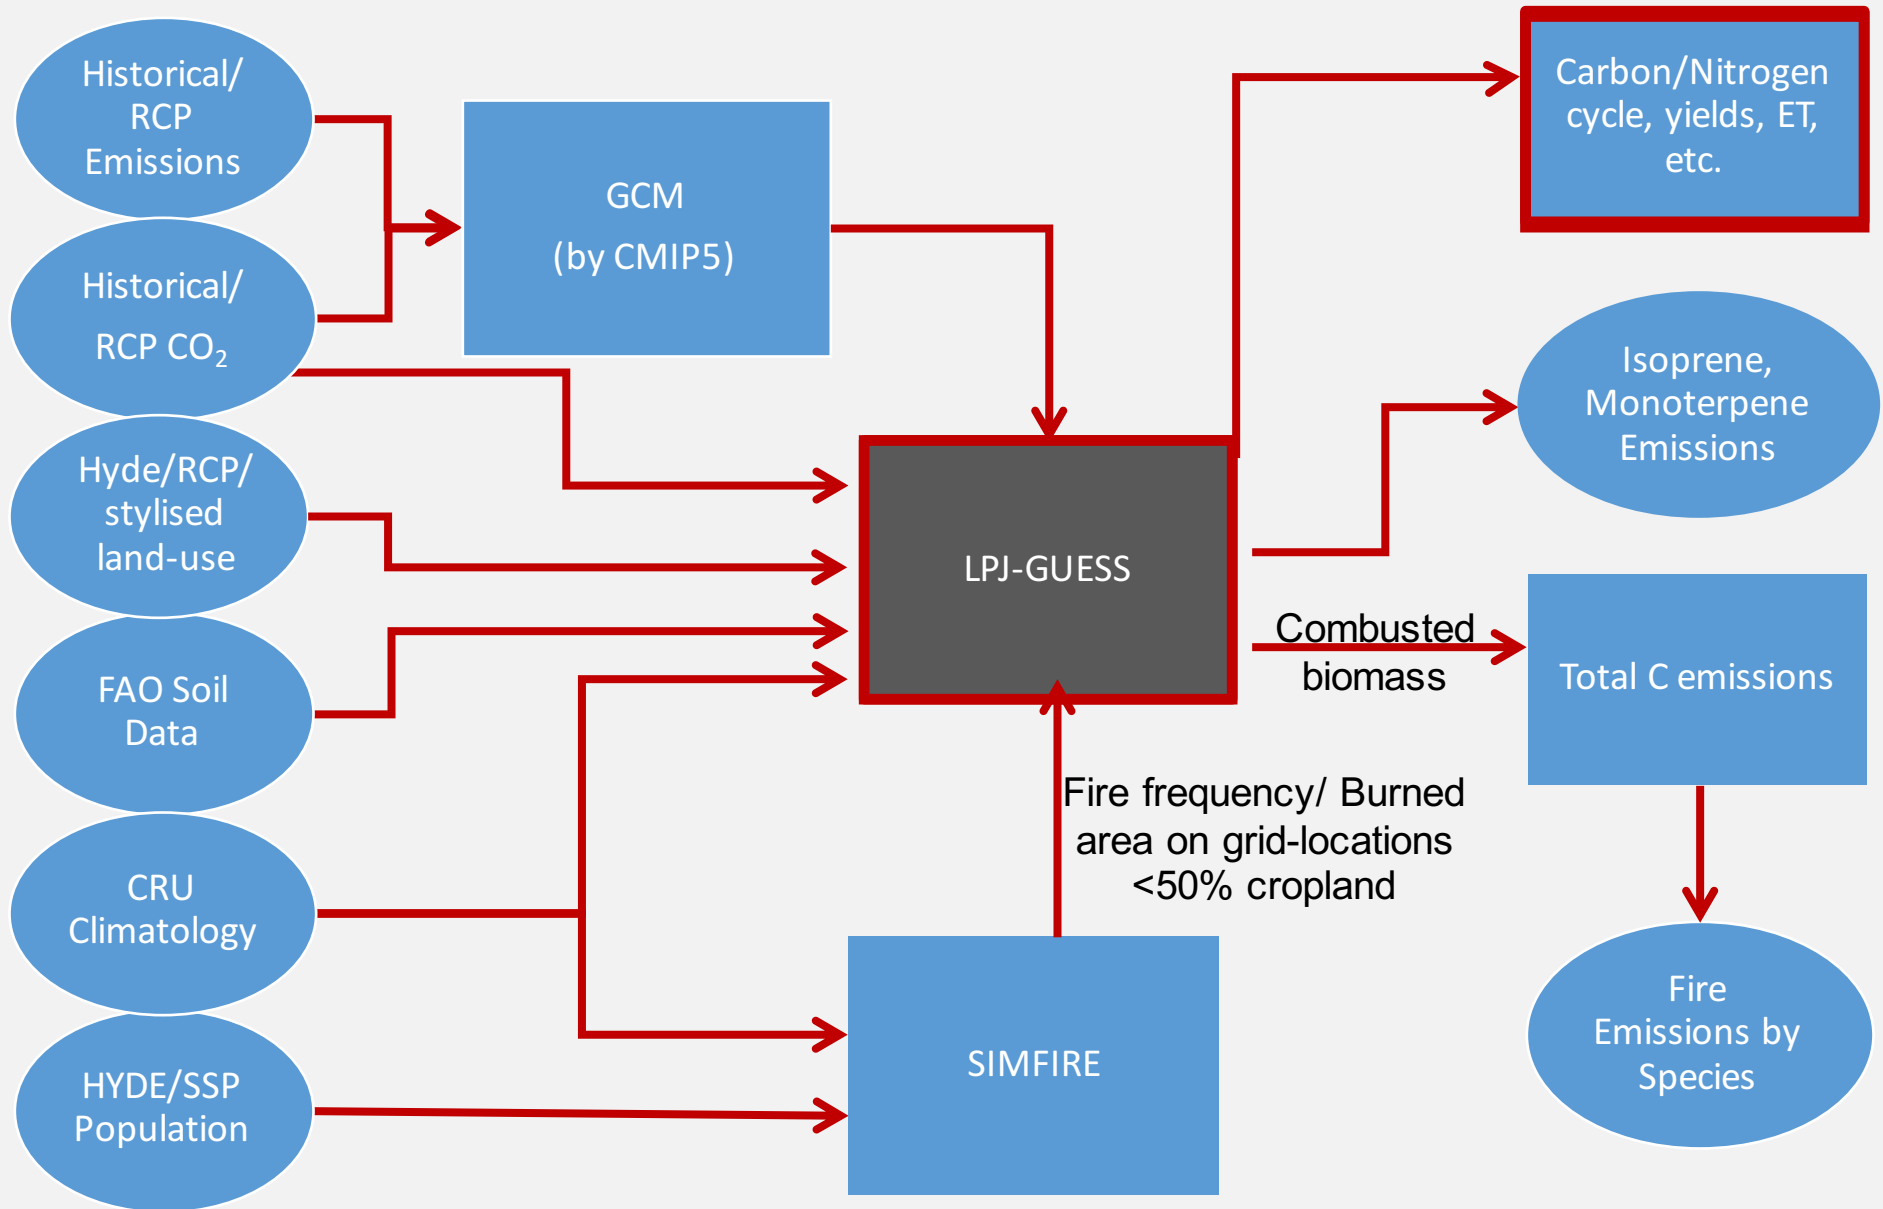 Historical/
RCP
Emissions
Historical/
RCP CO₂
Hyde/RCP/
stylised
land-use
FAO Soil
Data
CRU
Climatology
HYDE/SSP
Population
GCM
(by CMIP5)
LPJ-GUESS
Fire frequency/ Burned
area on grid-locations
<50% cropland
SIMFIRE
Combusted
biomass
Carbon/Nitrogen
cycle, yields, ET,
etc.
Isoprene,
Monoterpene
Emissions
Total C emissions
Fire
Emissions by
Species